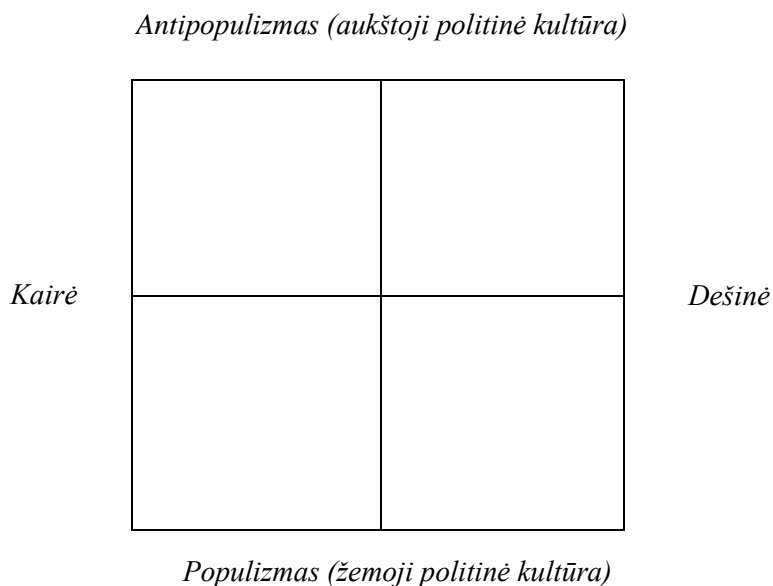 Antipopulizmas (aukštoji politinė kultūra)
Kairė
Dešinė
Populizmas (žemoji politinė kultūra)